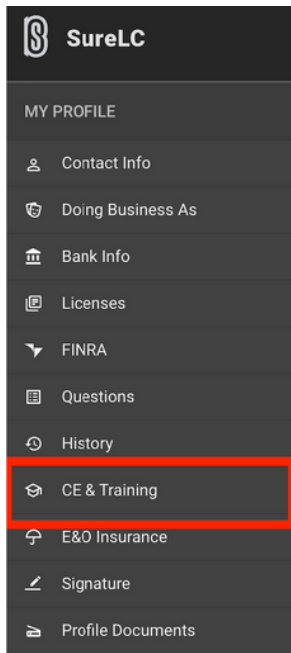 SureLC
MY PROFILE
Contact Info
Doing Business As
Bank Info
Licenses
FINRA
Questions
History
CE & Training
E&O Insurance
Signature
Profile Documents